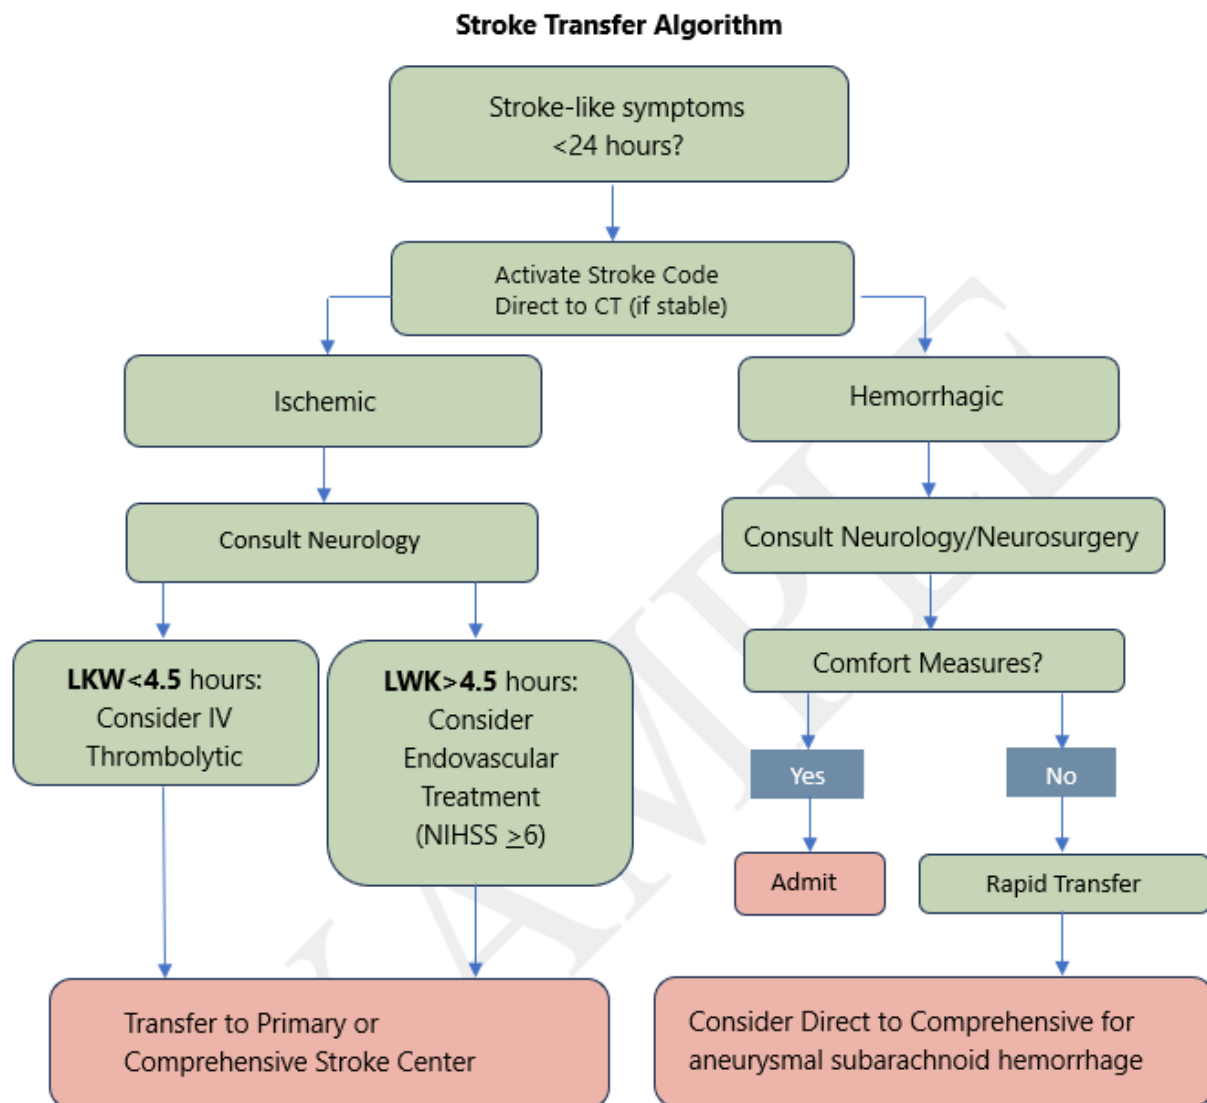 Stroke Transfer Algorithm
Stroke-like symptoms
<24 hours?
Activate Stroke Code
Direct to CT (if stable)
Ischemic
Hemorrhagic
Consult Neurology
Consult Neurology/Neurosurgery
LKW<4.5 hours:
Consider IV
Thrombolytic
LWK>4.5 hours:
Consider
Endovascular
Treatment
(NIHSS >6)
Comfort Measures?
Yes
No
Admit
Rapid Transfer
Transfer to Primary or
Comprehensive Stroke Center
Consider Direct to Comprehensive for
aneurysmal subarachnoid hemorrhage